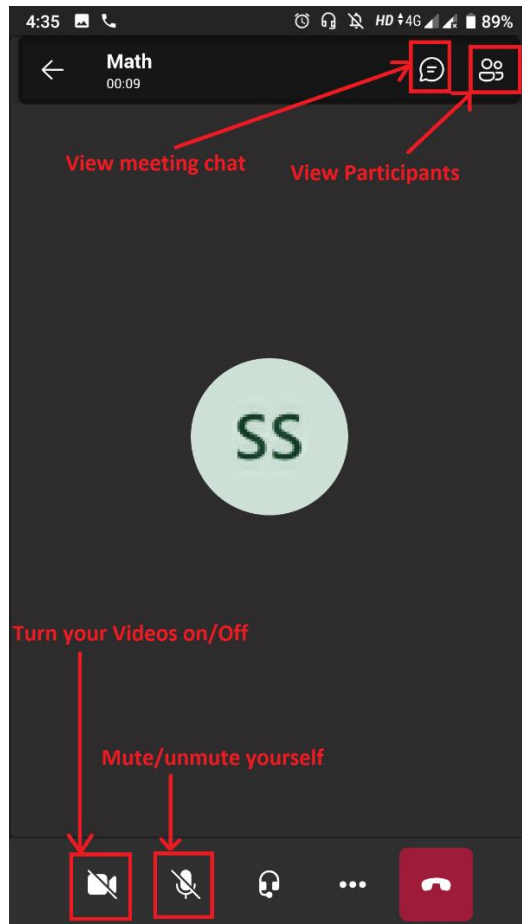 4:35 HD 4G 89%
Math
00:09
View meeting chat
View Participants
SS
Turn your Videos on/Off
Mute/unmute yourself